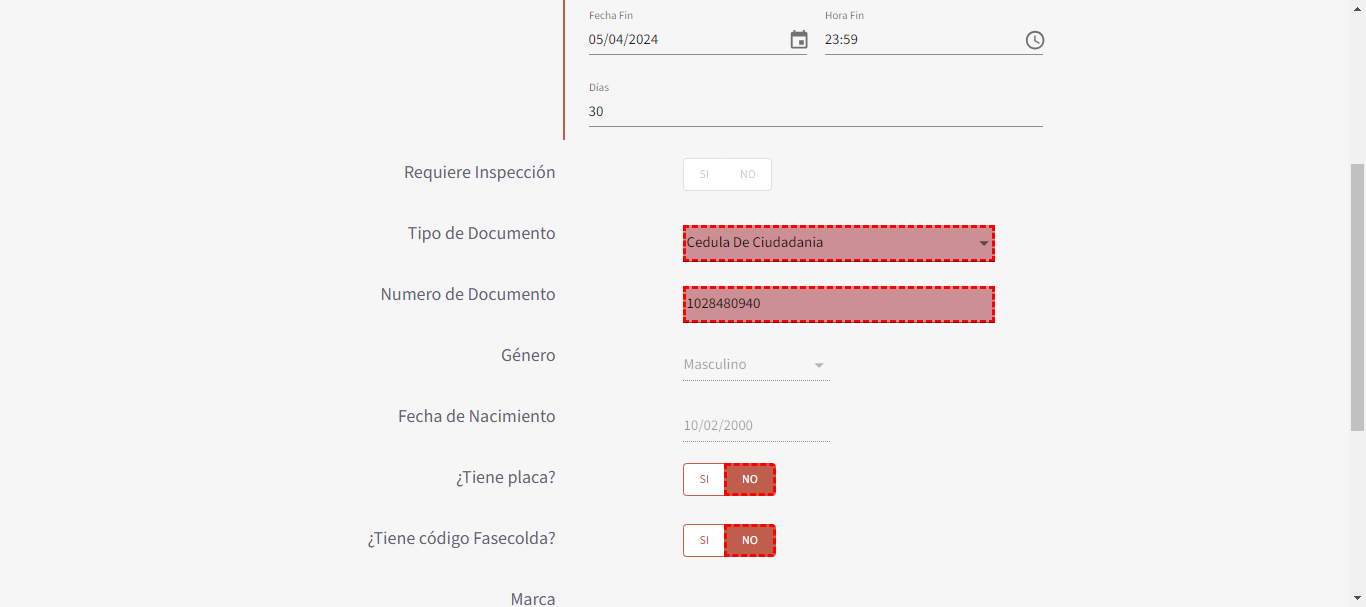 Fecha Fin
Hora Fin
05/04/2024
23:59
Días
30
Requiere Inspección
SI NO
Tipo de Documento
Cedula De Ciudadania
Numero de Documento
1028480940
Género
Masculino
Fecha de Nacimiento
10/02/2000
¿Tiene placa?
SI NO
¿Tiene código Fasecolda?
SI NO
Marca